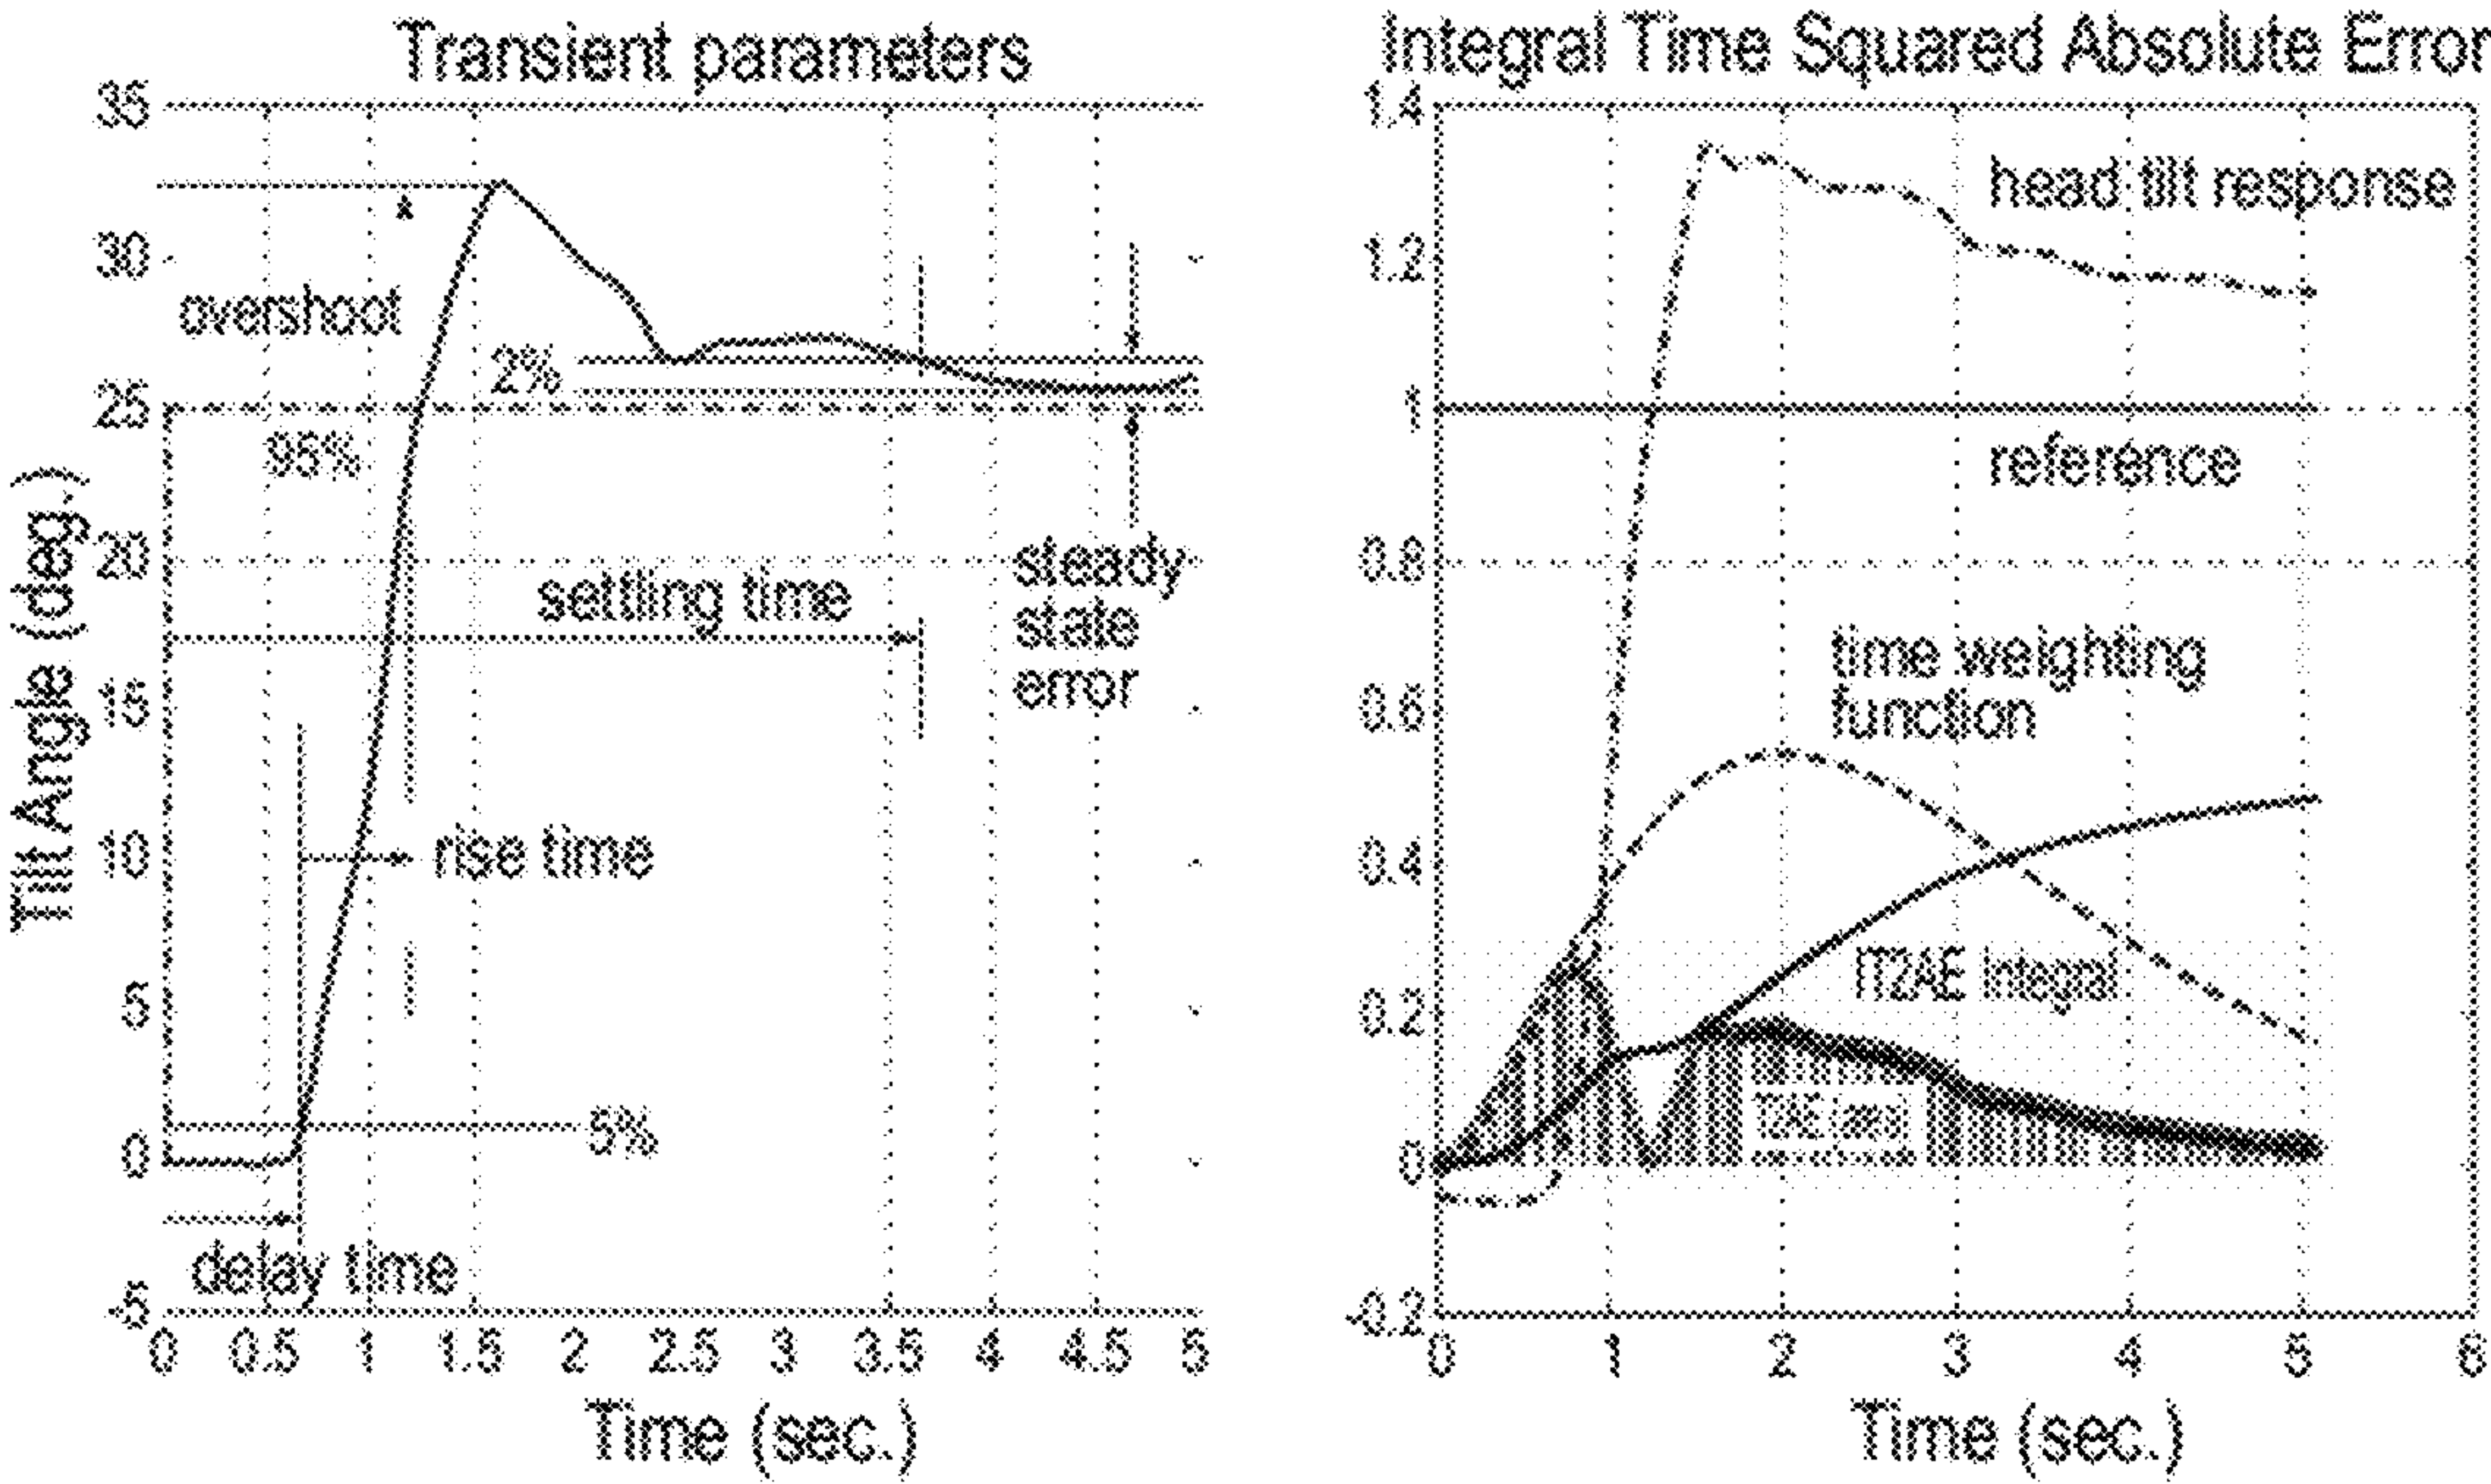 Transient parameters
35
30
25
20
15
10
5
0
-5
overshoot
2%
95%
settling time
steady
state
error
rise time
5%
delay time
Tilt Angle (deg.)
0 0.5 1 1.5 2 2.5 3 3.5 4 4.5 5
Time (sec.)
Integral Time Squared Absolute Error
1.4
1.2
1
0.8
0.6
0.4
0.2
0
-0.2
head tilt response
reference
time weighting
function
IT2AE Integral
0 1 2 3 4 5 6
Time (sec.)